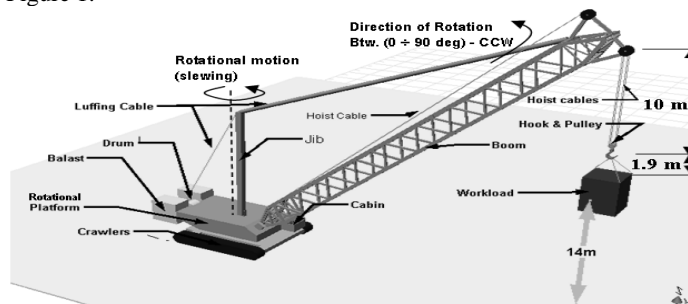 Figure 1.
Direction of Rotation
Btw. (0 ÷ 90 deg) - CCW
Rotational motion
(slewing)
Luffing Cable
Hoist Cable
Hoist cables
10 m
Drum
Jib
Hook & Pulley
Balast
Boom
1.9 m
Rotational
Platform
Cabin
Workload
Crawlers
14m